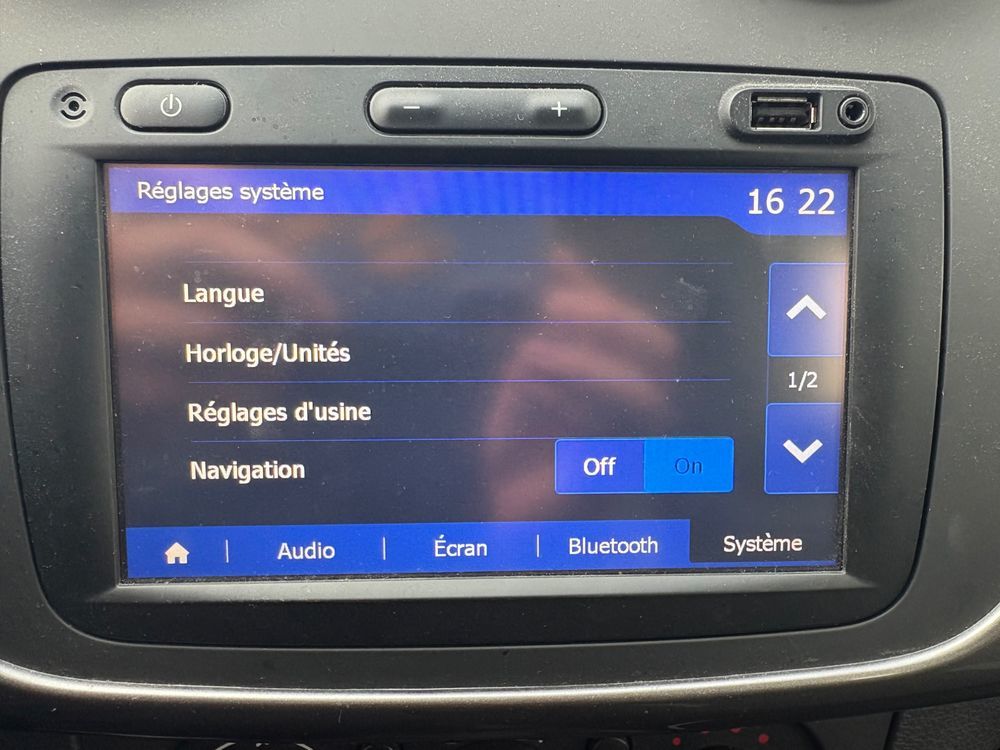 − +
Réglages système 16 22
Langue
Horloge/Unités
Réglages d'usine
1/2
Navigation Off On
Audio | Écran | Bluetooth Système